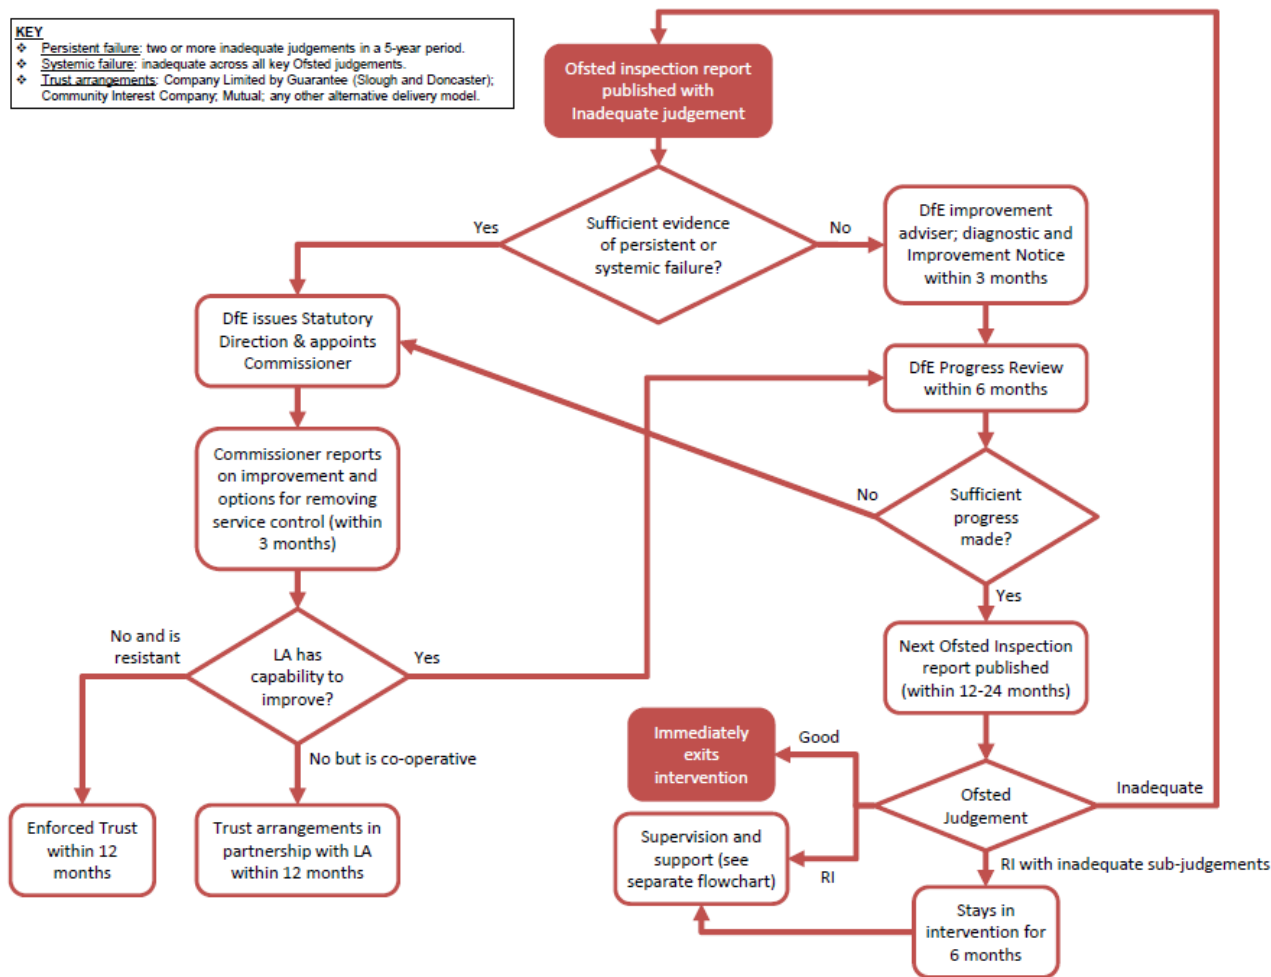 KEY
❖ Persistent failure: two or more inadequate judgements in a 5-year period.
❖ Systemic failure: inadequate across all key Ofsted judgements.
❖ Trust arrangements: Company Limited by Guarantee (Slough and Doncaster);
Community Interest Company; Mutual; any other alternative delivery model.
Ofsted inspection report
published with
Inadequate judgement
Sufficient evidence
of persistent or
systemic failure?
Yes
No
DfE improvement
adviser; diagnostic and
Improvement Notice
within 3 months
DfE issues Statutory
Direction & appoints
Commissioner
DfE Progress Review
within 6 months
Commissioner reports
on improvement and
options for removing
service control (within
3 months)
No
Sufficient
progress
made?
Yes
No and is
resistant
LA has
capability to
improve?
Yes
Next Ofsted Inspection
report published
(within 12-24 months)
No but is co-operative
Immediately
exits
intervention
Good
Ofsted
Judgement
Inadequate
Enforced Trust
within 12
months
Trust arrangements in
partnership with LA
within 12 months
Supervision and
support (see
separate flowchart)
RI
RI with inadequate sub-judgements
Stays in
intervention for
6 months